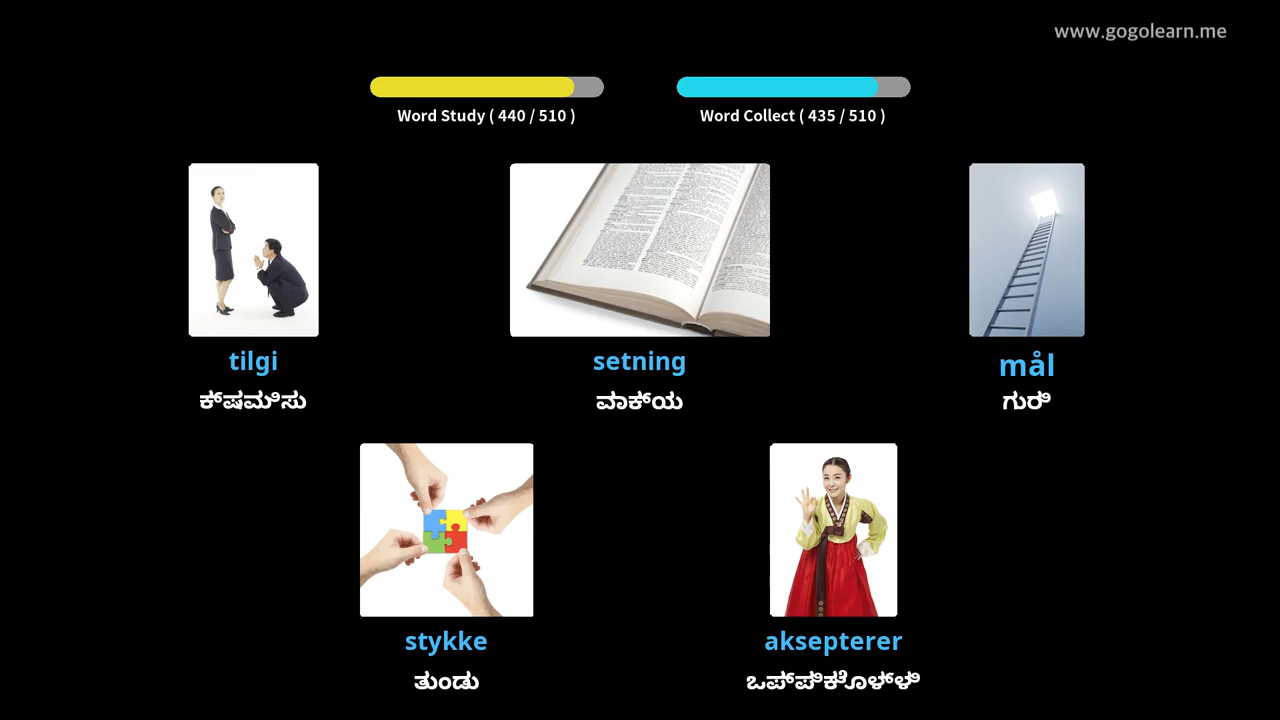 www.gogolearn.me
Word Study ( 440 / 510 )
Word Collect ( 435 / 510 )
tilgi
setning
mål
ಕ್ಷಮಿಸು
ವಾಕ್ಯ
ಗುರಿ
stykke
aksepterer
ತುಂಡು
ಒಪ್ಪಿಕೊಳ್ಳಿ